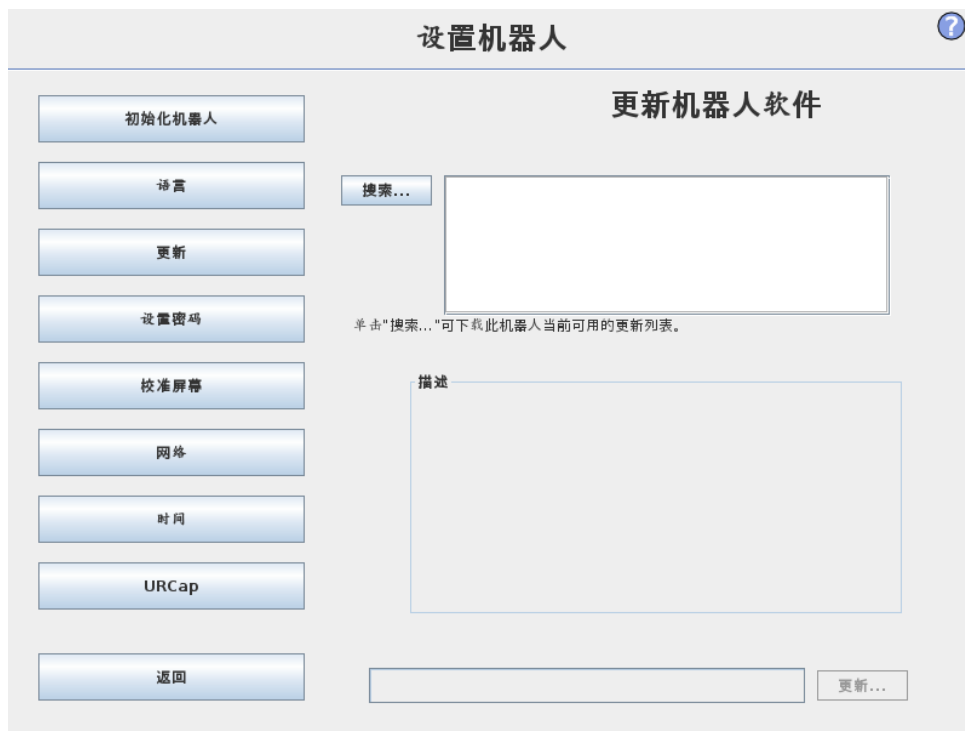 设置机器人
?
初始化机器人
语言
更新
设置密码
校准屏幕
网络
时间
URCap
返回
更新机器人软件
搜索...
单击"搜索..."可下载此机器人当前可用的更新列表。
描述
更新...